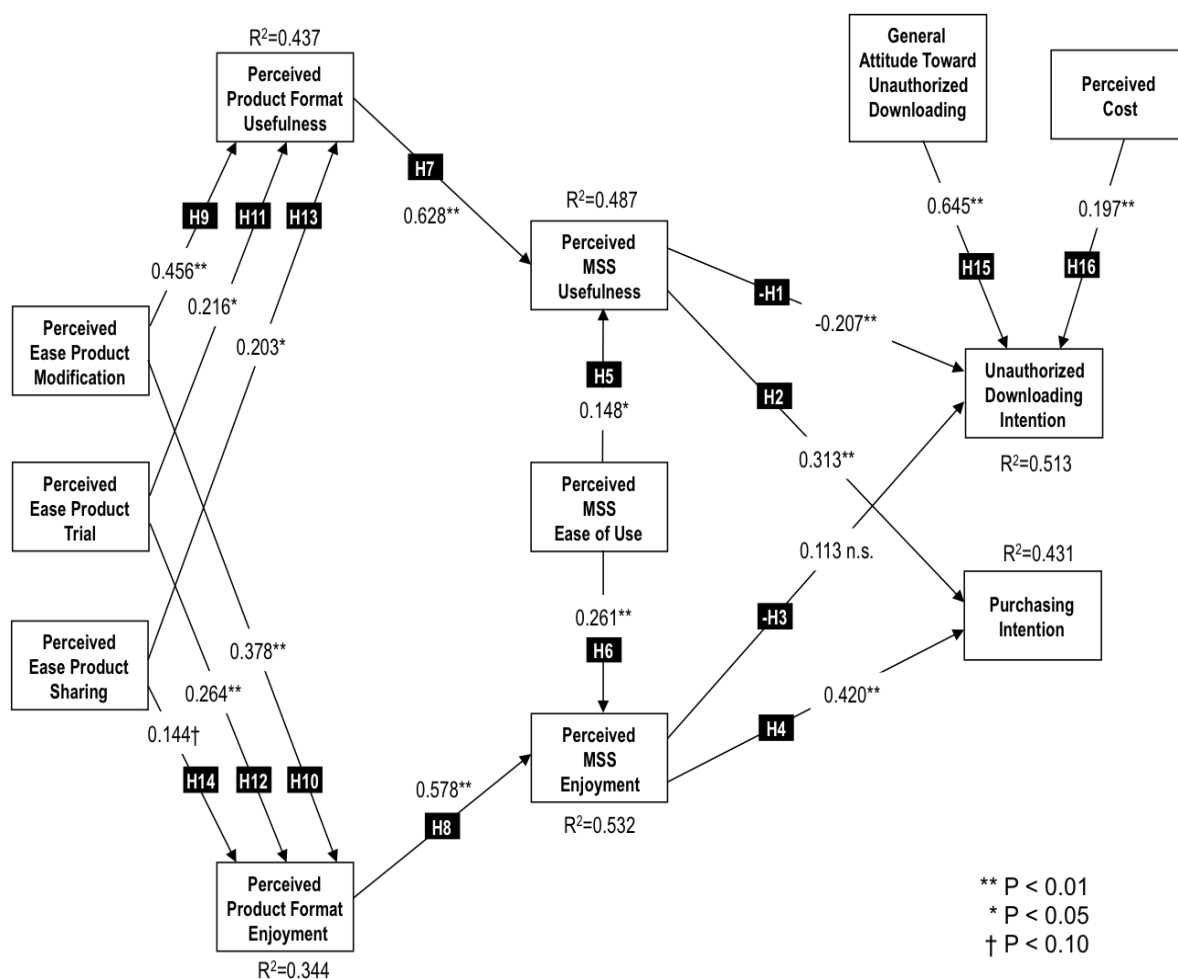 R²=0.437
Perceived
Product Format
Usefulness
General
Attitude Toward
Unauthorized
Downloading
Perceived
Cost
H7
0.628**
R²=0.487
H9
H11
H13
0.645**
0.197**
0.456**
0.216*
0.203*
Perceived
MSS
Usefulness
-H1
-0.207**
H15
H16
Perceived
Ease Product
Modification
H5
0.148*
H2
0.313**
Unauthorized
Downloading
Intention
R²=0.513
Perceived
Ease Product
Trial
Perceived
MSS
Ease of Use
0.113 n.s.
R²=0.431
Purchasing
Intention
Perceived
Ease Product
Sharing
0.261**
H6
-H3
0.378**
0.264**
0.144†
0.420**
H4
H14
H12
H10
0.578**
H8
Perceived
MSS
Enjoyment
R²=0.532
Perceived
Product Format
Enjoyment
R²=0.344
** P < 0.01
* P < 0.05
† P < 0.10